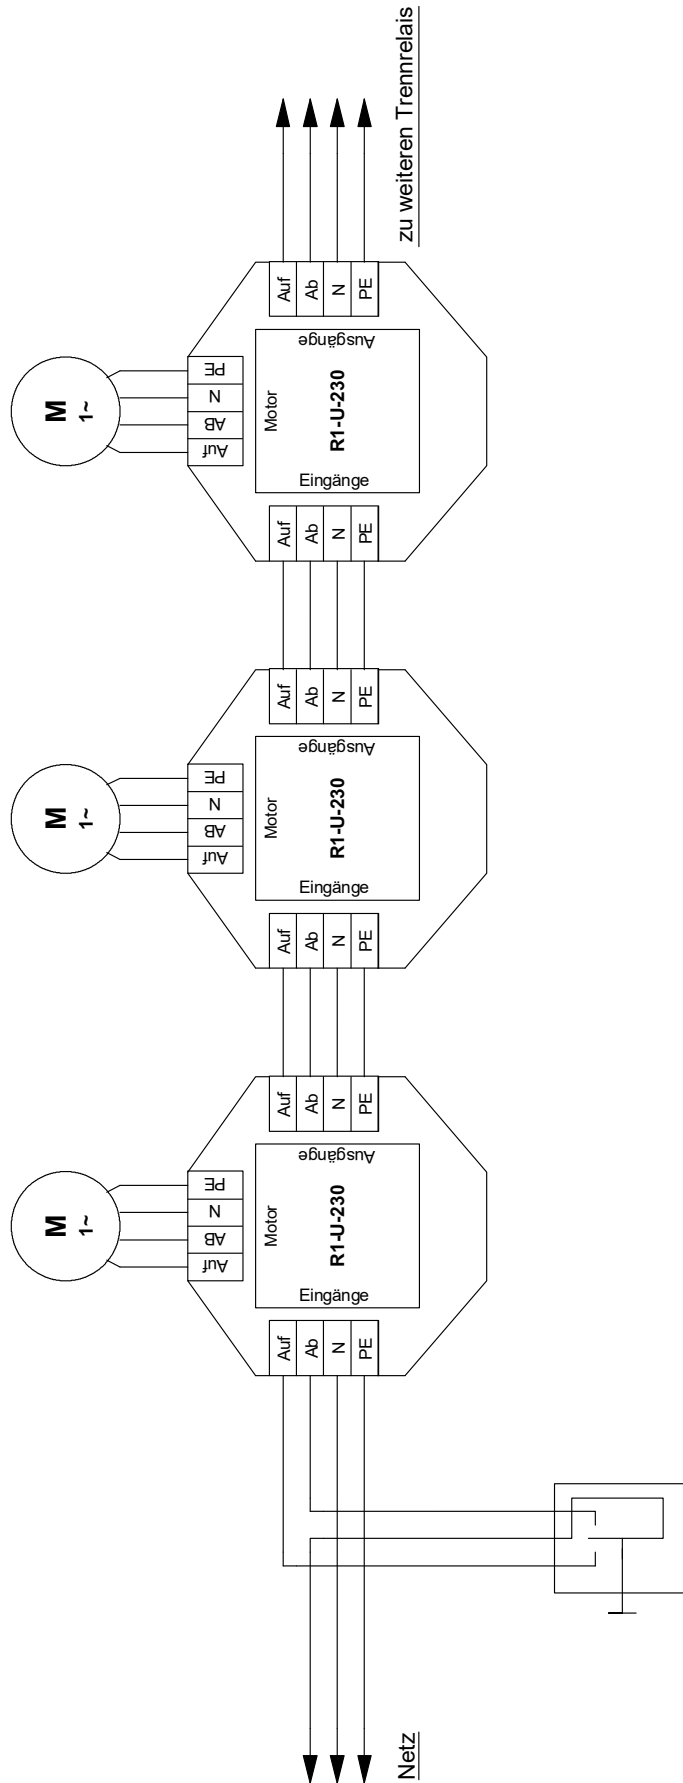 zu weiteren Trennrelais
Auf
Ab
N
PE
Ausgänge
Motor
R1-U-230
Eingänge
PE
N
AB
Auf
M
1~
Auf
Ab
N
PE
Auf
Ab
N
PE
Ausgänge
Motor
R1-U-230
Eingänge
PE
N
AB
Auf
M
1~
Auf
Ab
N
PE
Auf
Ab
N
PE
Ausgänge
Motor
R1-U-230
Eingänge
PE
N
AB
Auf
M
1~
Auf
Ab
N
PE
Netz